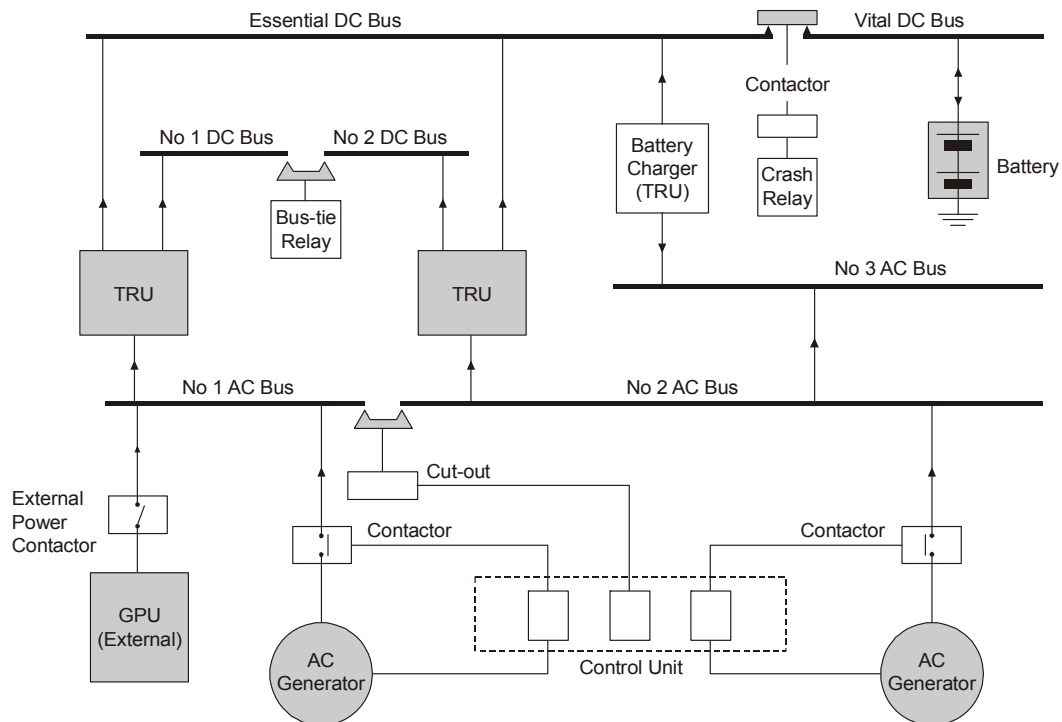 Essential DC Bus
Vital DC Bus
Contactor
No 1 DC Bus
No 2 DC Bus
Battery
Charger
(TRU)
Crash
Relay
Battery
Bus-tie
Relay
No 3 AC Bus
TRU
TRU
No 1 AC Bus
No 2 AC Bus
Cut-out
External
Power
Contactor
Contactor
Contactor
GPU
(External)
AC
Generator
Control Unit
AC
Generator